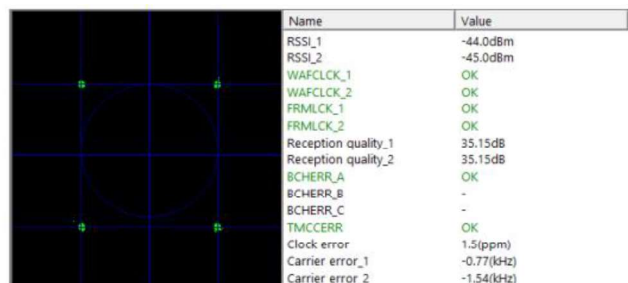 Name Value
RSSI_1 -44.0dBm
RSSI_2 -45.0dBm
WAFCLCK_1 OK
WAFCLCK_2 OK
FRMLCK_1 OK
FRMLCK_2 OK
Reception quality_1 35.15dB
Reception quality_2 35.15dB
BCHERR_A OK
BCHERR_B -
BCHERR_C -
TMCCERR OK
Clock error 1.5(ppm)
Carrier error_1 -0.77(kHz)
Carrier error_2 -1.54(kHz)